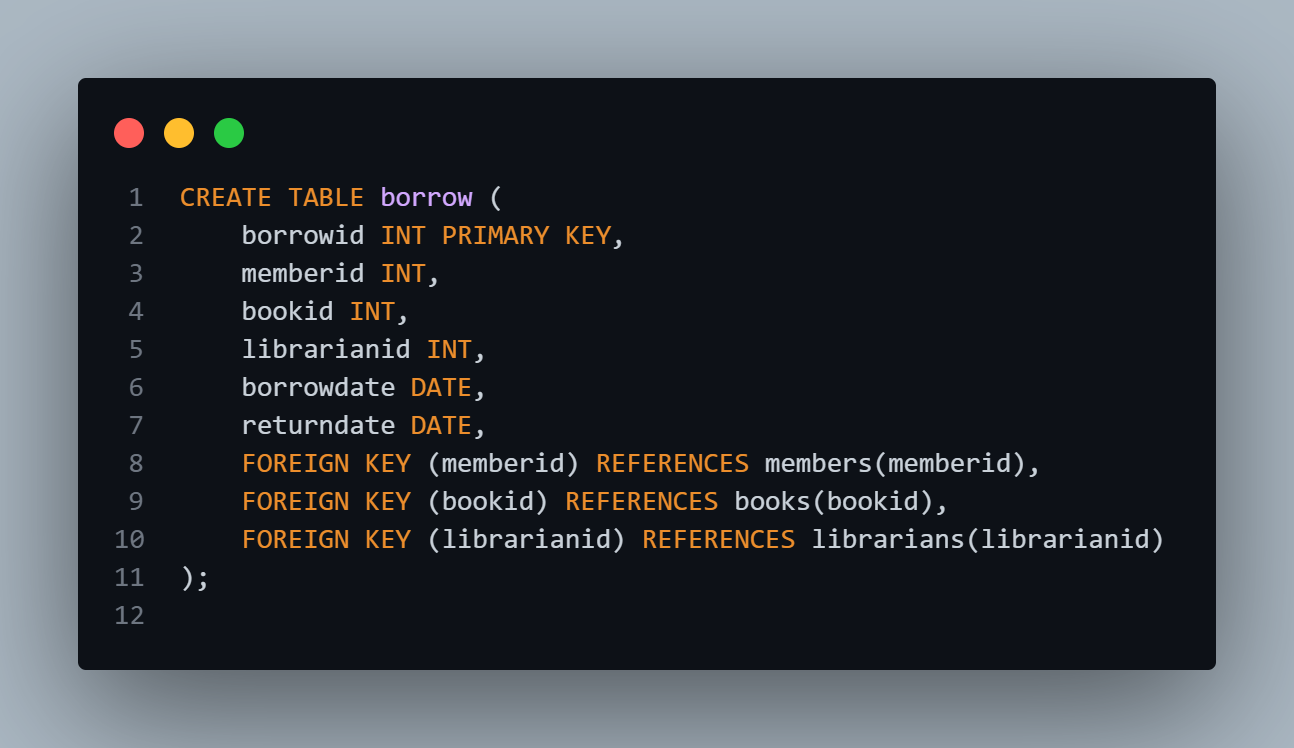 1 CREATE TABLE borrow (
2     borrowid INT PRIMARY KEY,
3     memberid INT,
4     bookid INT,
5     librarianid INT,
6     borrowdate DATE,
7     returndate DATE,
8     FOREIGN KEY (memberid) REFERENCES members(memberid),
9     FOREIGN KEY (bookid) REFERENCES books(bookid),
10     FOREIGN KEY (librarianid) REFERENCES librarians(librarianid)
11 );
12